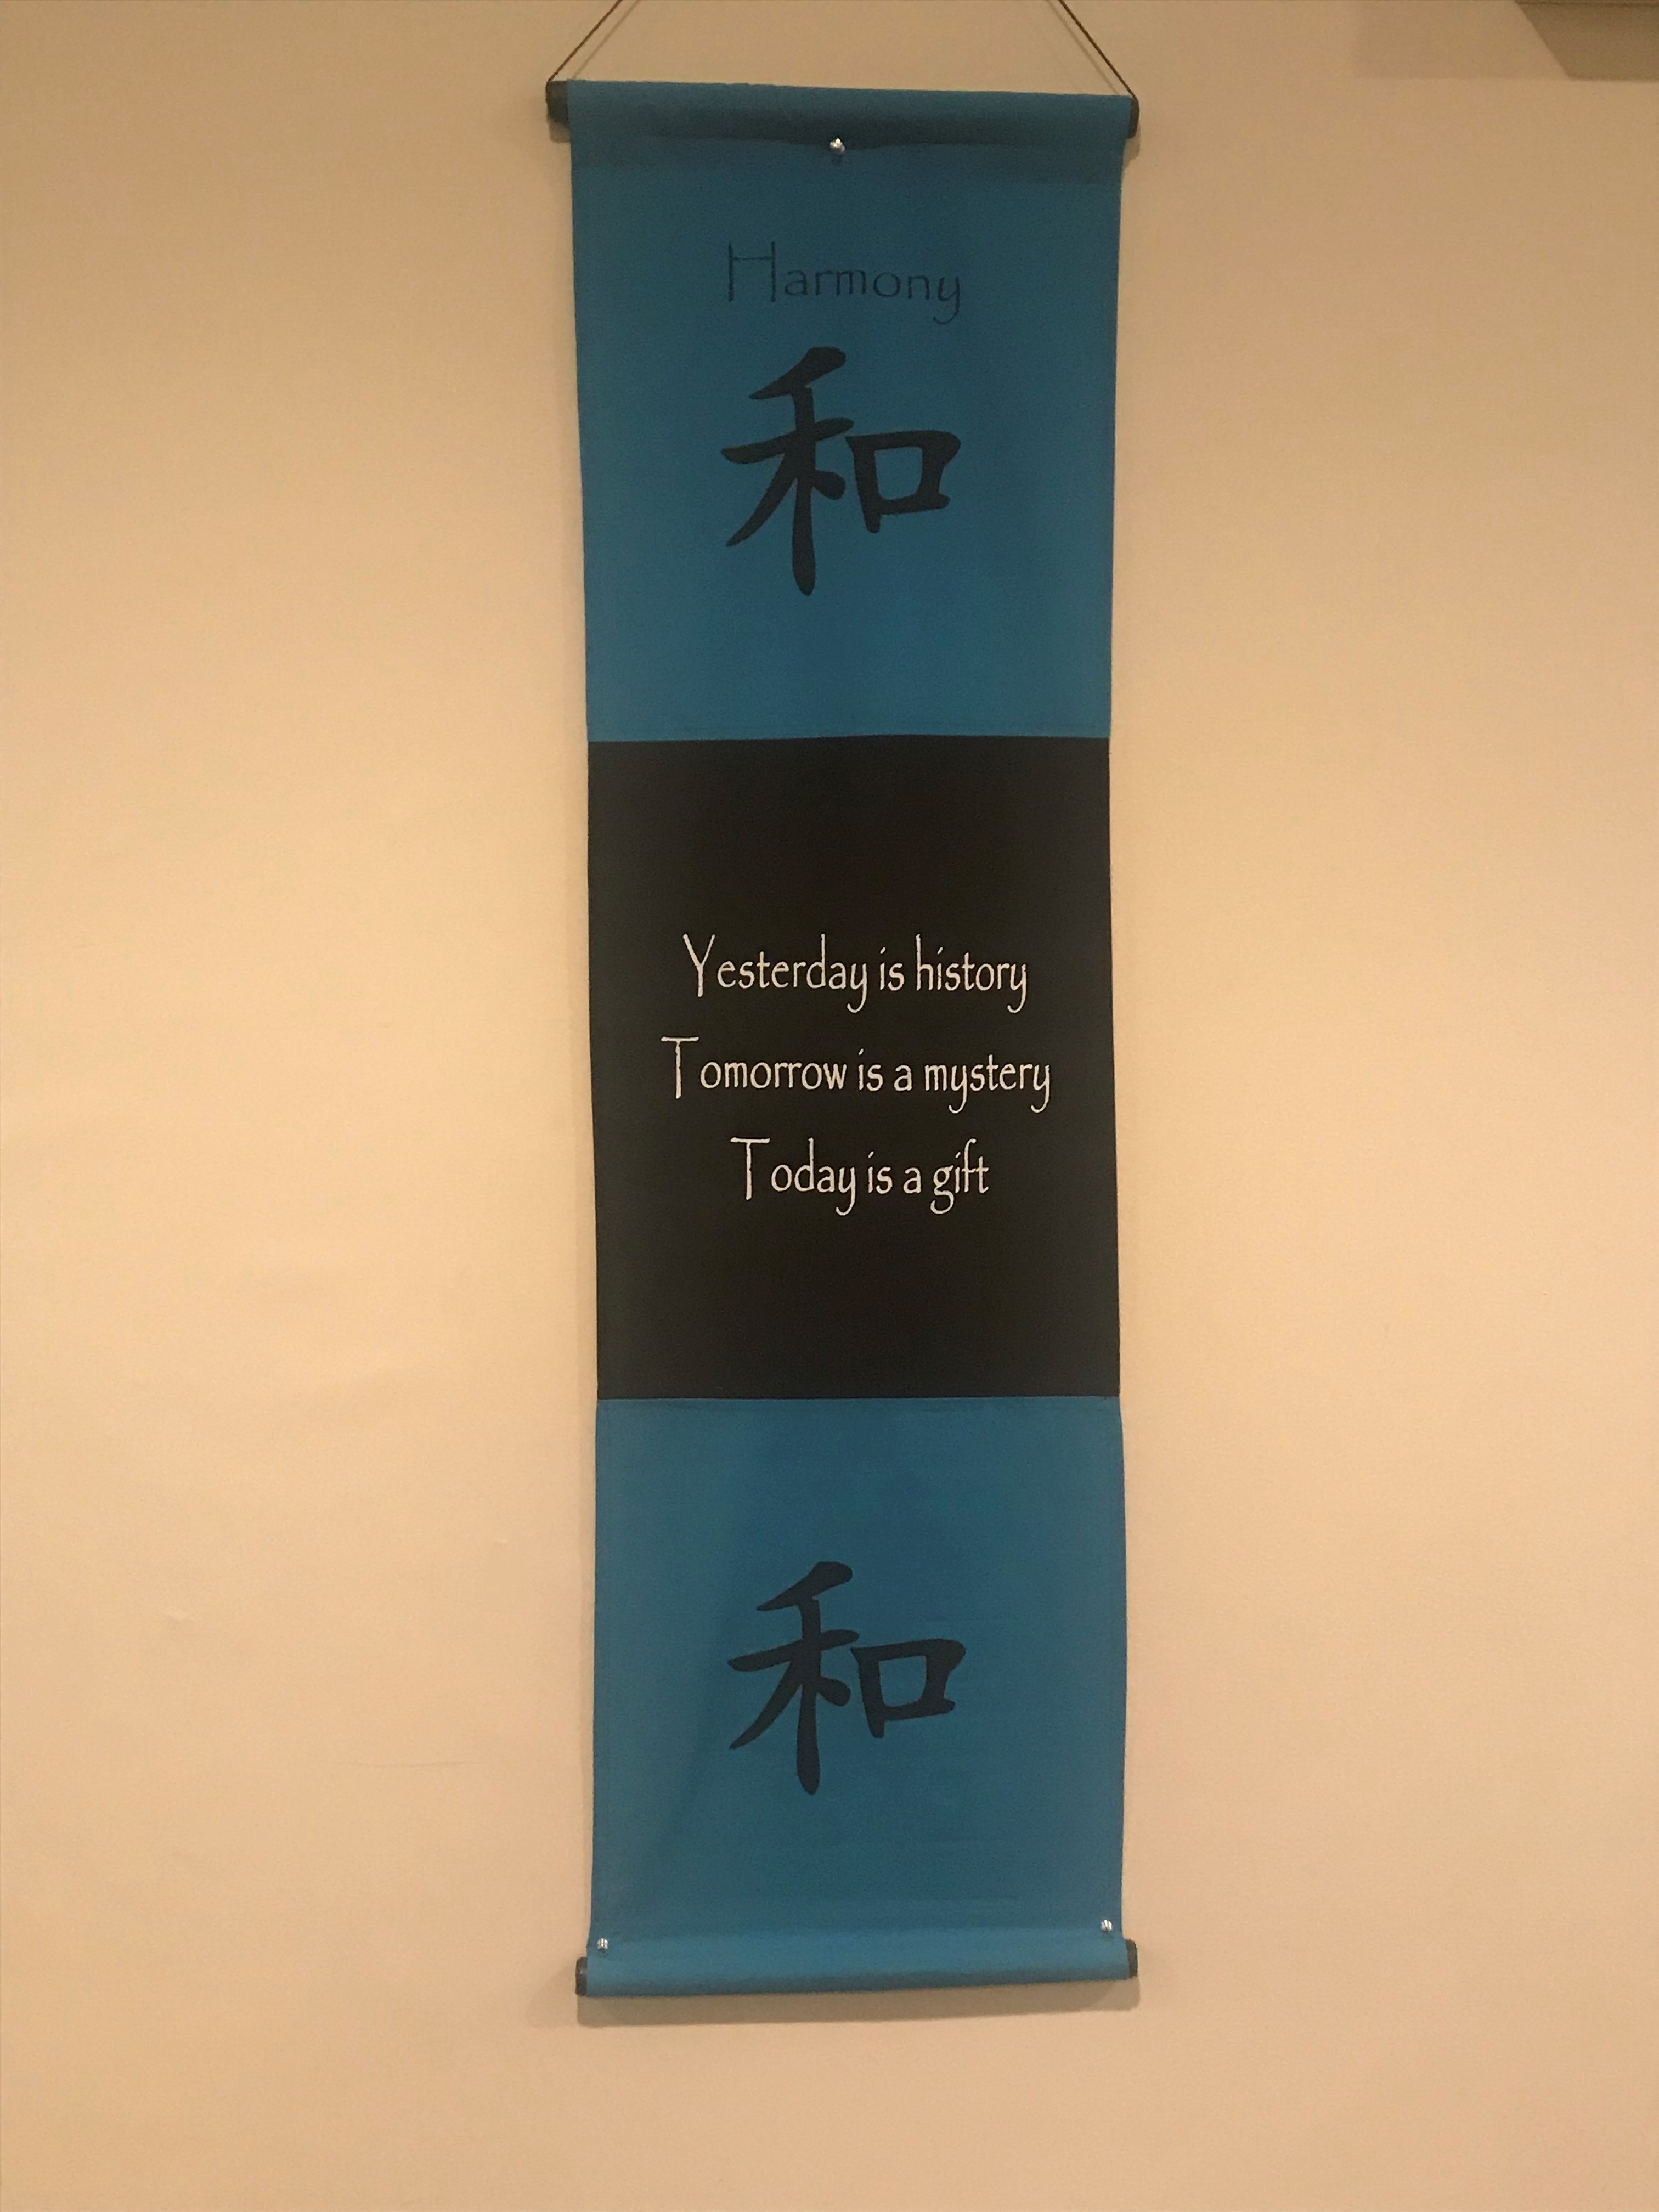 Harmony
和
Yesterday is history
Tomorrow is a mystery
Today is a gift
和